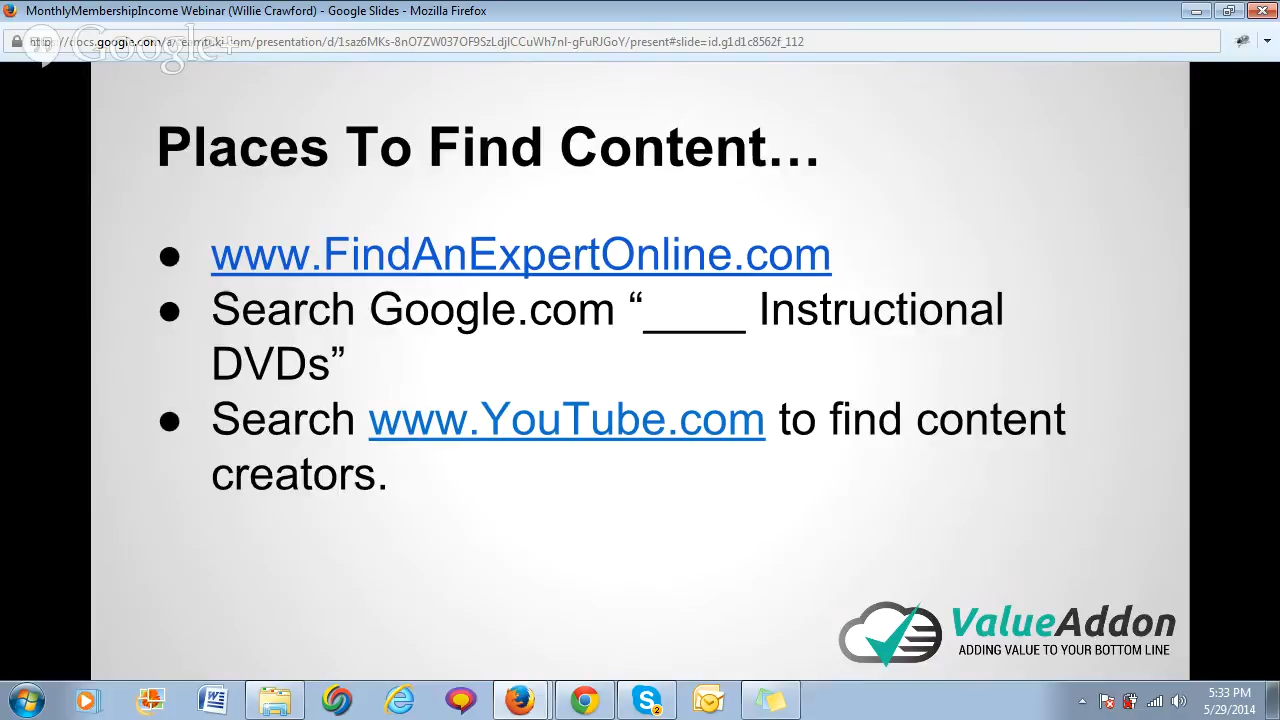 MonthlyMembershipIncome Webinar (Willie Crawford) - Google Slides - Mozilla Firefox
Google+
Places To Find Content…
● www.FindAnExpertOnline.com
● Search Google.com “____ Instructional
DVDs”
● Search www.YouTube.com to find content
creators.
ValueAddon
ADDING VALUE TO YOUR BOTTOM LINE
2
5:33 PM
5/29/2014